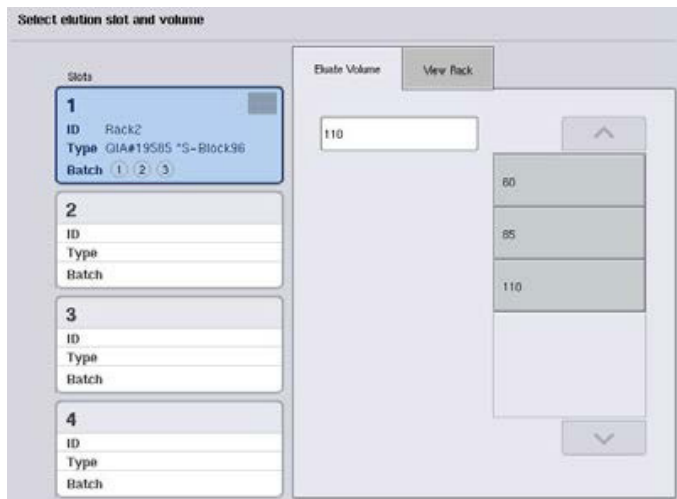 Select elution slot and volume
Eluate Volume
View Rack
Slots
1
ID Rack2
Type QIA#19585 *S-Block96
Batch 1 2 3
2
ID
Type
Batch
3
ID
Type
Batch
4
ID
Type
Batch
110
60
85
110